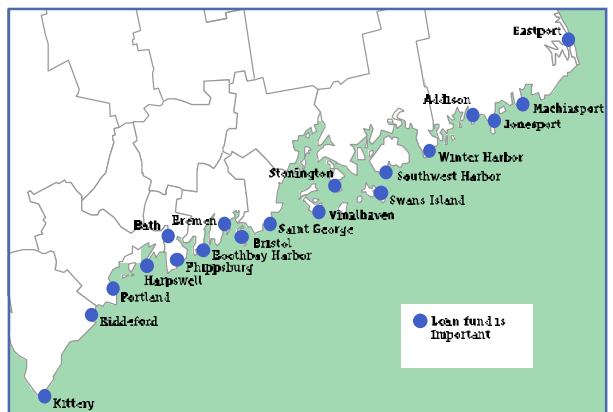 Eastport
Addison
Machiasport
Jonesport
Winter Harbor
Stonington
Southwest Harbor
Swans Island
Vinalhaven
Bremen
Bath
Saint George
Bristol
Boothbay Harbor
Phippsburg
Harpswell
Portland
Biddeford
Loan fund is
important
Kittery